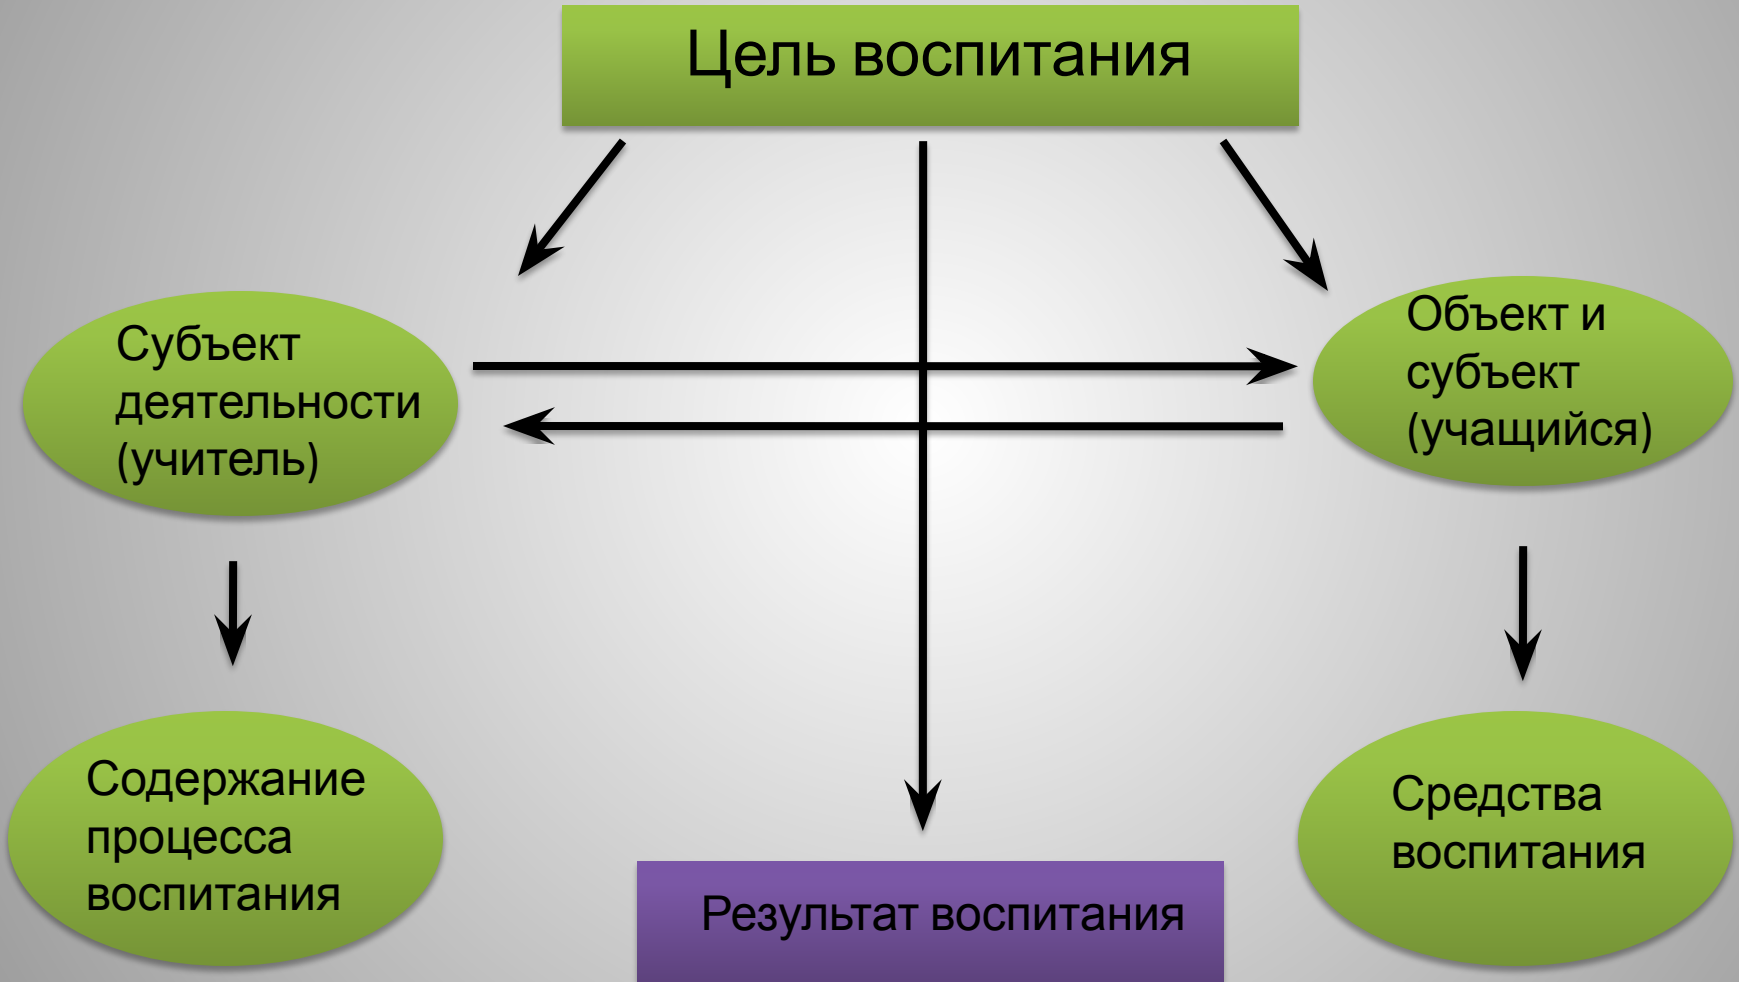 Цель воспитания
Субъект
деятельности
(учитель)
Объект и
субъект
(учащийся)
Содержание
процесса
воспитания
Средства
воспитания
Результат воспитания